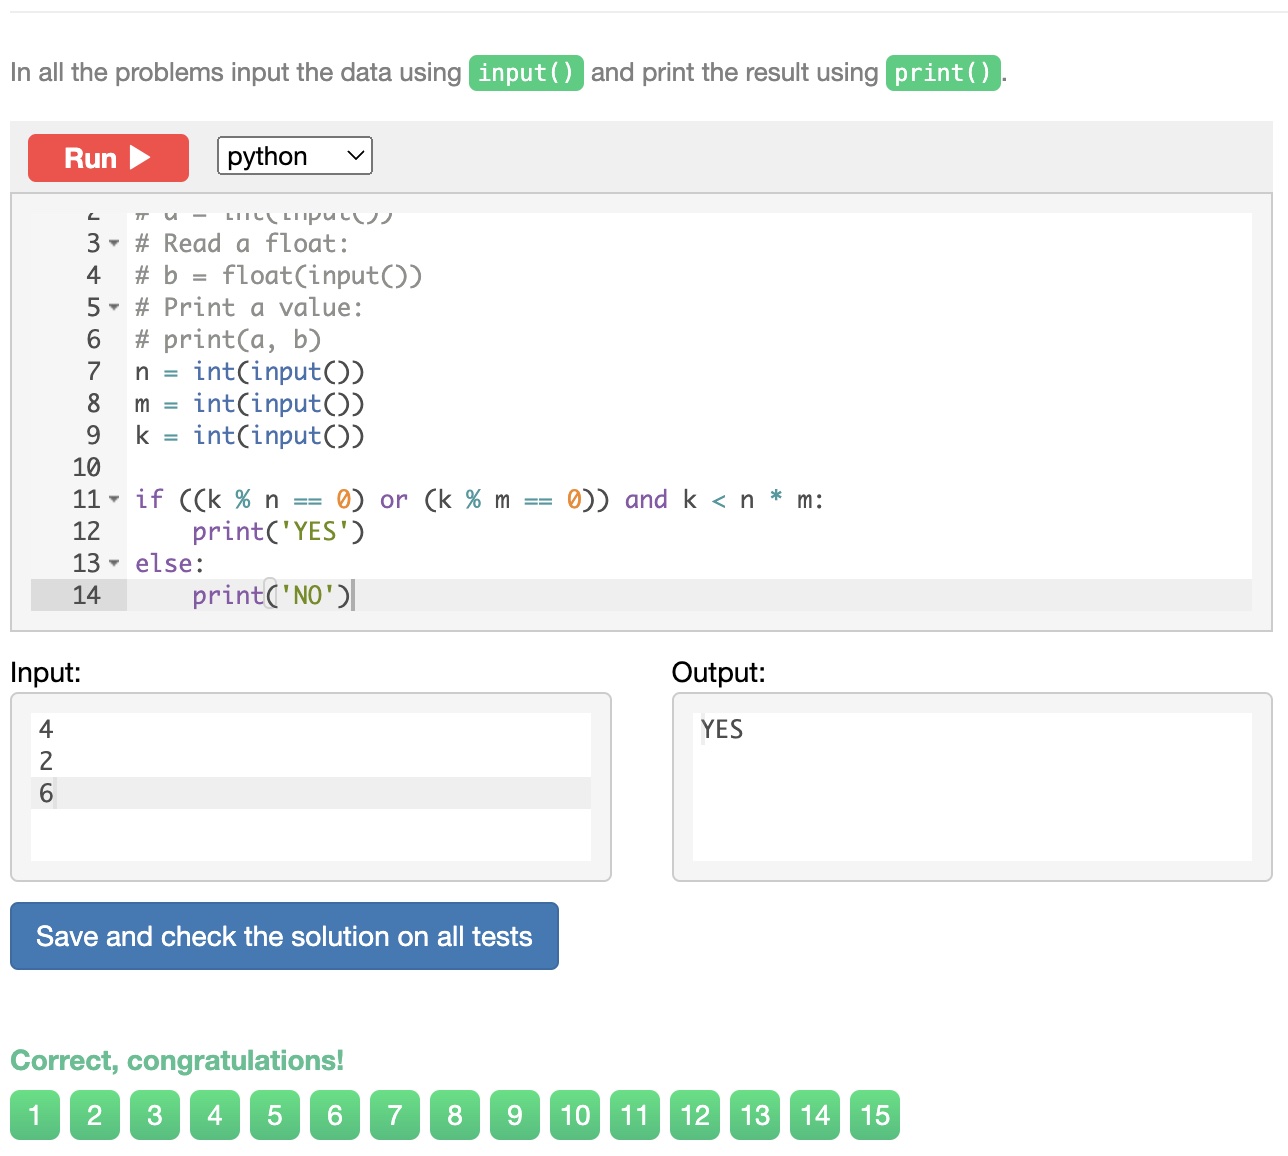 In all the problems input the data using input() and print the result using print().
Run
python
2 # a = int(input())
3 # Read a float:
4 # b = float(input())
5 # Print a value:
6 # print(a, b)
7 n = int(input())
8 m = int(input())
9 k = int(input())
10
11 if ((k % n == 0) or (k % m == 0)) and k < n * m:
12     print('YES')
13 else:
14     print('NO')
Input:
4
2
6
Output:
YES
Save and check the solution on all tests
Correct, congratulations!
1 2 3 4 5 6 7 8 9 10 11 12 13 14 15